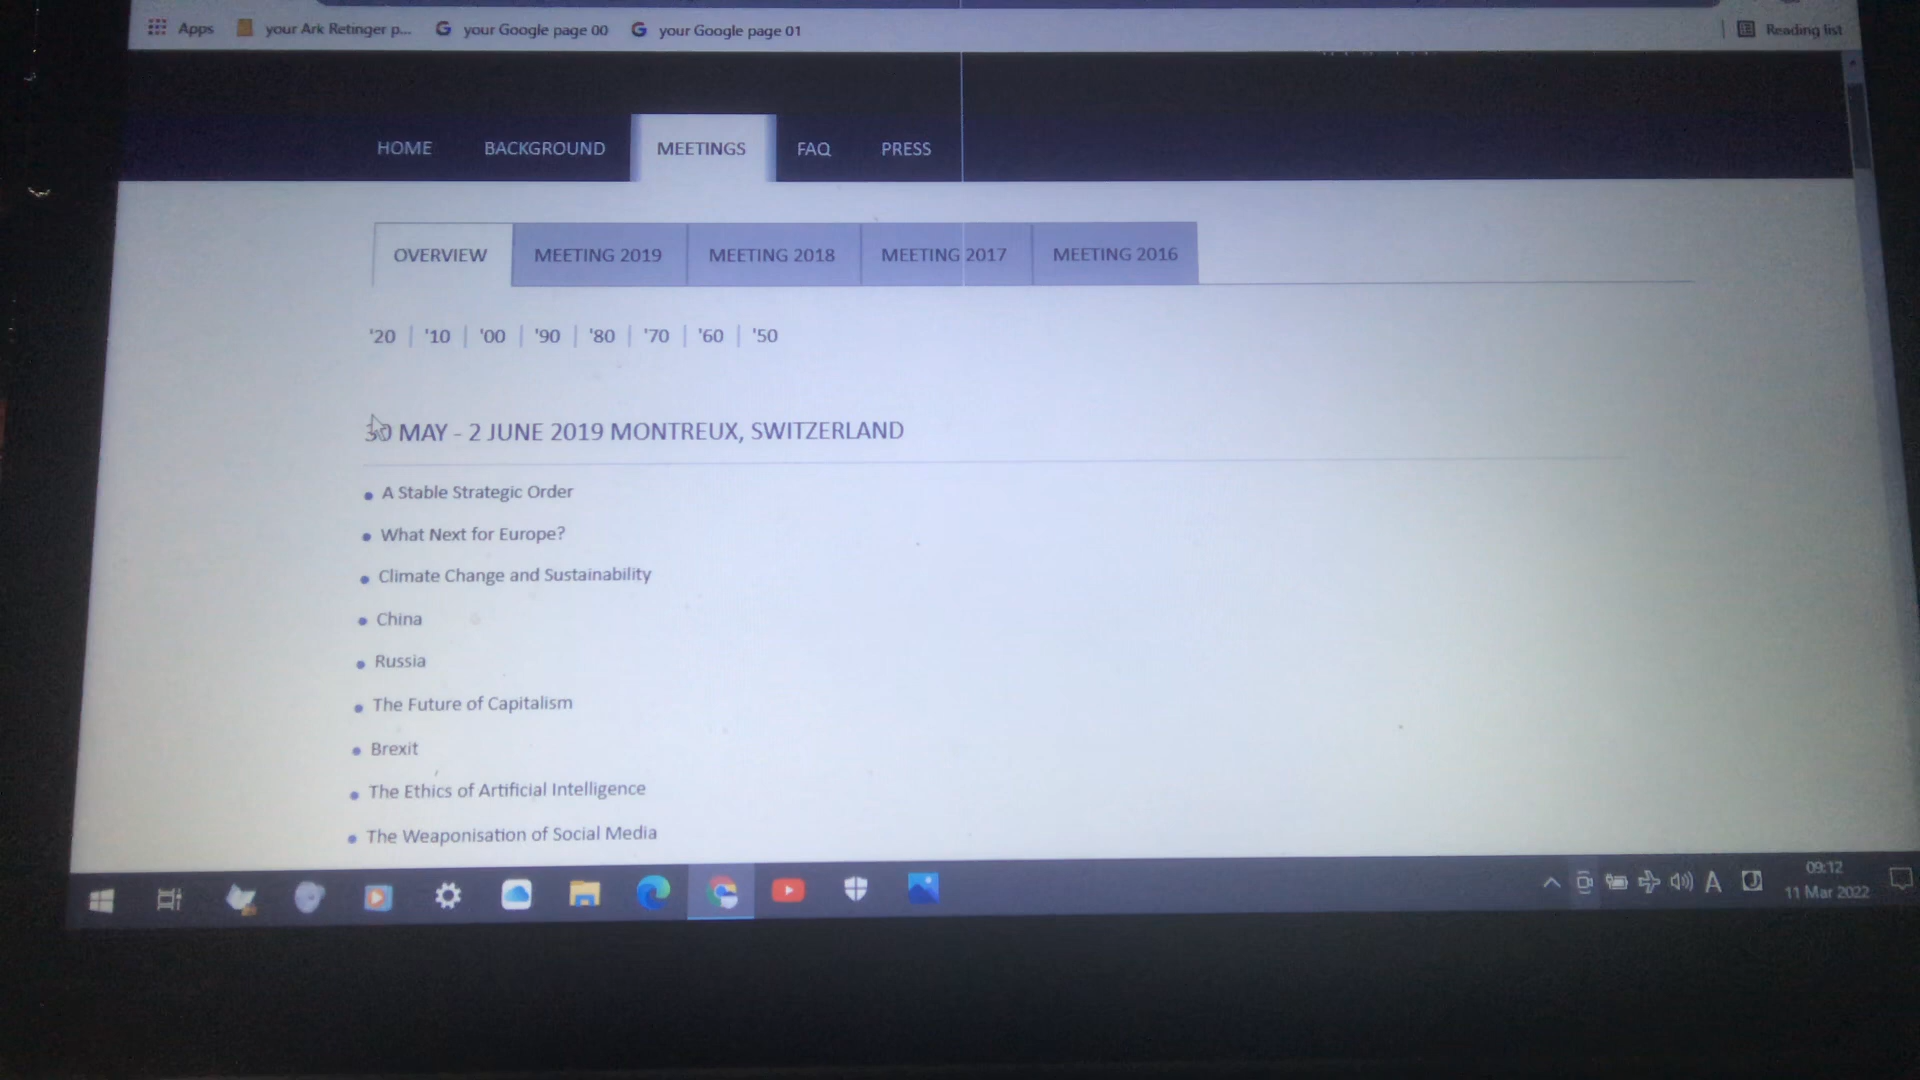 Apps your Ark Retinger p... your Google page 00 your Google page 01 Reading list
HOME BACKGROUND MEETINGS FAQ PRESS
OVERVIEW MEETING 2019 MEETING 2018 MEETING 2017 MEETING 2016
'20 | '10 | '00 | '90 | '80 | '70 | '60 | '50
30 MAY - 2 JUNE 2019 MONTREUX, SWITZERLAND
• A Stable Strategic Order
• What Next for Europe?
• Climate Change and Sustainability
• China
• Russia
• The Future of Capitalism
• Brexit
• The Ethics of Artificial Intelligence
• The Weaponisation of Social Media
A
09:12
11 Mar 2022